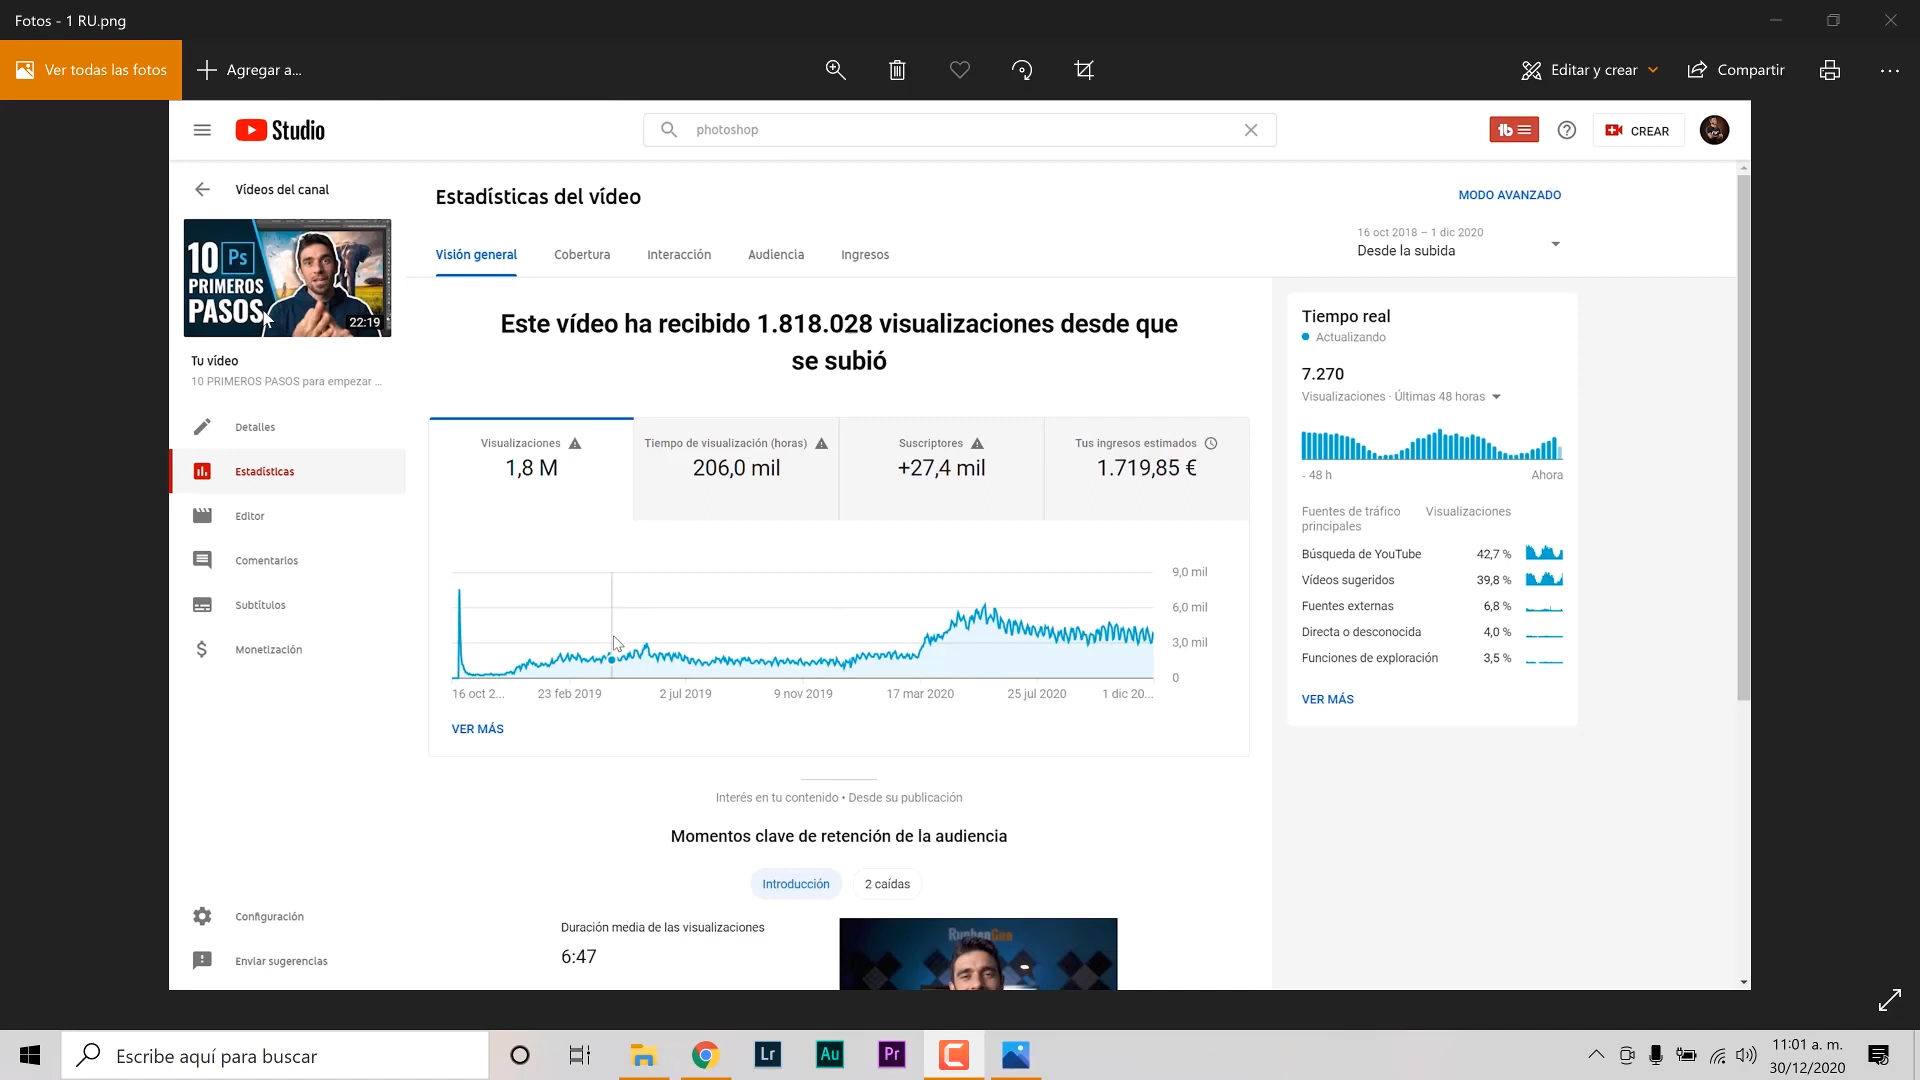 Fotos - 1 RU.png
Ver todas las fotos
Agregar a...
Editar y crear
Compartir
Studio
photoshop
CREAR
Vídeos del canal
10 Ps
PRIMEROS
PASOS
22:19
Tu vídeo
10 PRIMEROS PASOS para empezar ...
Detalles
Estadísticas
Editor
Comentarios
Subtítulos
Monetización
Configuración
Enviar sugerencias
Estadísticas del vídeo
MODO AVANZADO
Visión general
Cobertura
Interacción
Audiencia
Ingresos
16 oct 2018 – 1 dic 2020
Desde la subida
Este vídeo ha recibido 1.818.028 visualizaciones desde que
se subió
Visualizaciones
1,8 M
Tiempo de visualización (horas)
206,0 mil
Suscriptores
+27,4 mil
Tus ingresos estimados
1.719,85 €
9,0 mil
6,0 mil
3,0 mil
0
16 oct 2...
23 feb 2019
2 jul 2019
9 nov 2019
17 mar 2020
25 jul 2020
1 dic 20...
VER MÁS
Interés en tu contenido • Desde su publicación
Momentos clave de retención de la audiencia
Introducción
2 caídas
Duración media de las visualizaciones
6:47
Tiempo real
Actualizando
7.270
Visualizaciones · Últimas 48 horas
- 48 h
Ahora
Fuentes de tráfico principales
Visualizaciones
Búsqueda de YouTube 42,7 %
Vídeos sugeridos 39,8 %
Fuentes externas 6,8 %
Directa o desconocida 4,0 %
Funciones de exploración 3,5 %
VER MÁS
Escribe aquí para buscar
Lr
Au
Pr
11:01 a. m.
30/12/2020